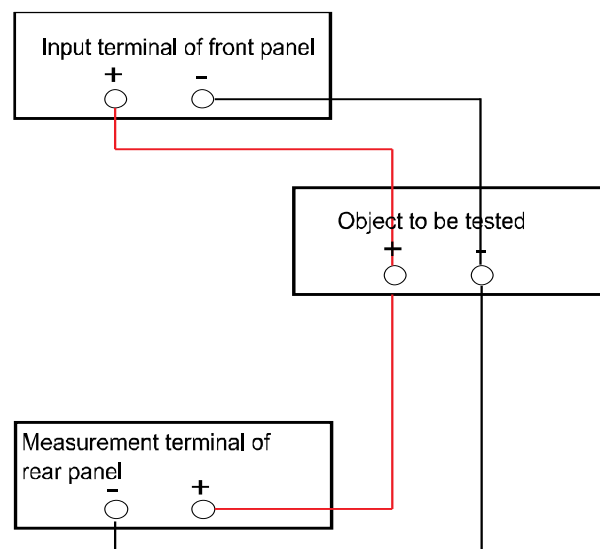 Input terminal of front panel
+ -
Object to be tested
+ -
Measurement terminal of
rear panel
- +